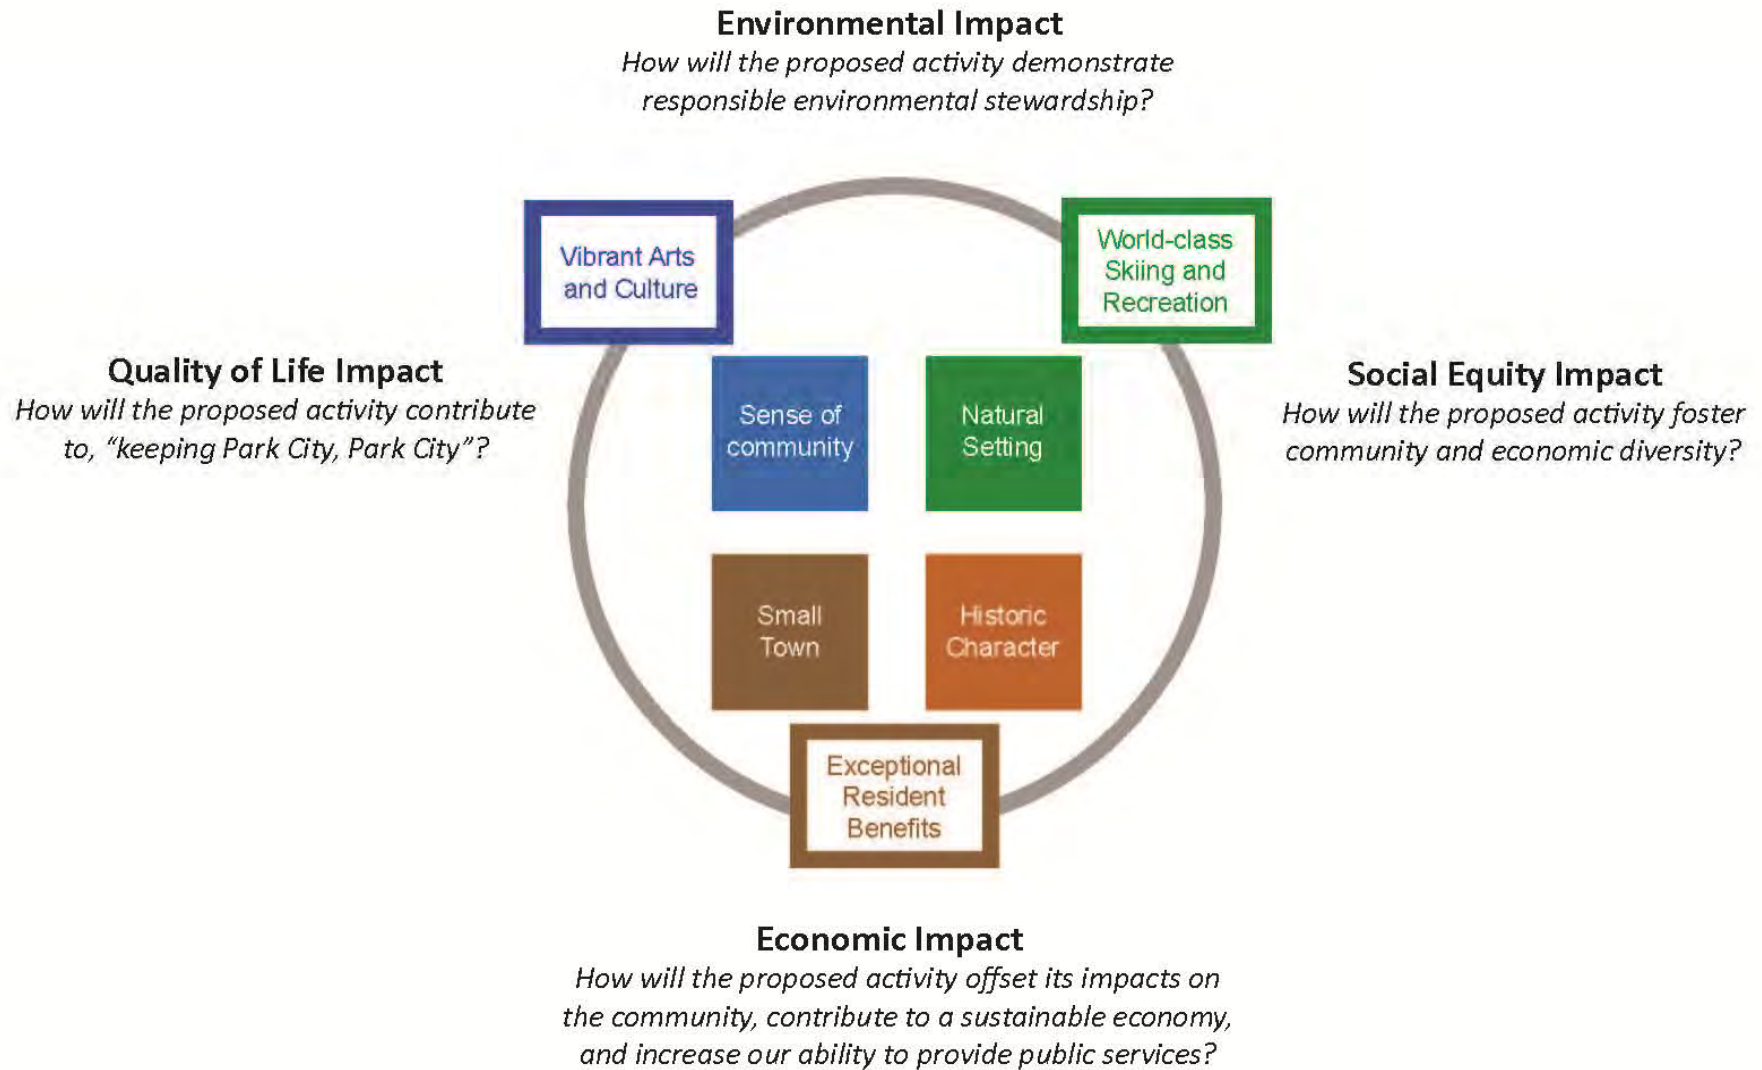 Environmental Impact
How will the proposed activity demonstrate
responsible environmental stewardship?
Vibrant Arts
and Culture
World-class
Skiing and
Recreation
Quality of Life Impact
How will the proposed activity contribute
to, “keeping Park City, Park City”?
Social Equity Impact
How will the proposed activity foster
community and economic diversity?
Sense of
community
Natural
Setting
Small
Town
Historic
Character
Exceptional
Resident
Benefits
Economic Impact
How will the proposed activity offset its impacts on
the community, contribute to a sustainable economy,
and increase our ability to provide public services?